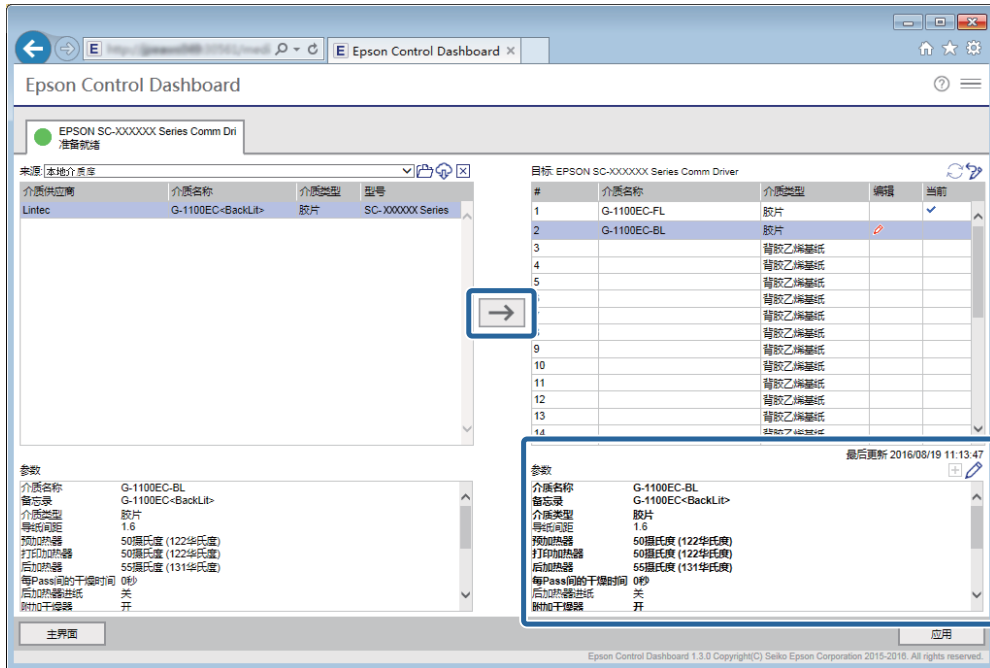 Epson Control Dashboard
Epson Control Dashboard
EPSON SC-XXXXXX Series Comm Dri
准备就绪
来源: 本地介质库
介质供应商 介质名称 介质类型 型号
Lintec G-1100EC<BackLit> 胶片 SC-XXXXXX Series
目标: EPSON SC-XXXXXX Series Comm Driver
# 介质名称 介质类型 编辑 当前
1 G-1100EC-FL 胶片
2 G-1100EC-BL 胶片
3 背胶乙烯基纸
4 背胶乙烯基纸
5 背胶乙烯基纸
背胶乙烯基纸
背胶乙烯基纸
背胶乙烯基纸
9 背胶乙烯基纸
10 背胶乙烯基纸
11 背胶乙烯基纸
12 背胶乙烯基纸
13 背胶乙烯基纸
14 背胶乙烯基纸
参数
介质名称 G-1100EC-BL
备忘录 G-1100EC<BackLit>
介质类型 胶片
导纸间距 1.6
预加热器 50摄氏度 (122华氏度)
打印加热器 50摄氏度 (122华氏度)
后加热器 55摄氏度 (131华氏度)
每Pass间的干燥时间 0秒
后加热器进纸 关
附加干燥器 开
最后更新 2016/08/19 11:13:47
参数
介质名称 G-1100EC-BL
备忘录 G-1100EC<BackLit>
介质类型 胶片
导纸间距 1.6
预加热器 50摄氏度 (122华氏度)
打印加热器 50摄氏度 (122华氏度)
后加热器 55摄氏度 (131华氏度)
每Pass间的干燥时间 0秒
后加热器进纸 关
附加干燥器 开
主界面
应用
Epson Control Dashboard 1.3.0 Copyright(C) Seiko Epson Corporation 2015-2016. All rights reserved.